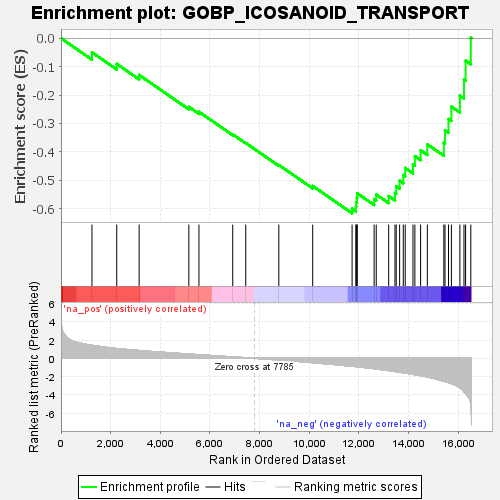 Enrichment plot: GOBP_ICOSANOID_TRANSPORT
Enrichment score (ES)
0.0
-0.1
-0.2
-0.3
-0.4
-0.5
-0.6
'na_pos' (positively correlated)
Ranked list metric (PreRanked)
6
4
2
0
-2
-4
-6
Zero cross at 7785
'na_neg' (negatively correlated)
0
2,000
4,000
6,000
8,000
10,000
12,000
14,000
16,000
Rank in Ordered Dataset
Enrichment profile
Hits
Ranking metric scores